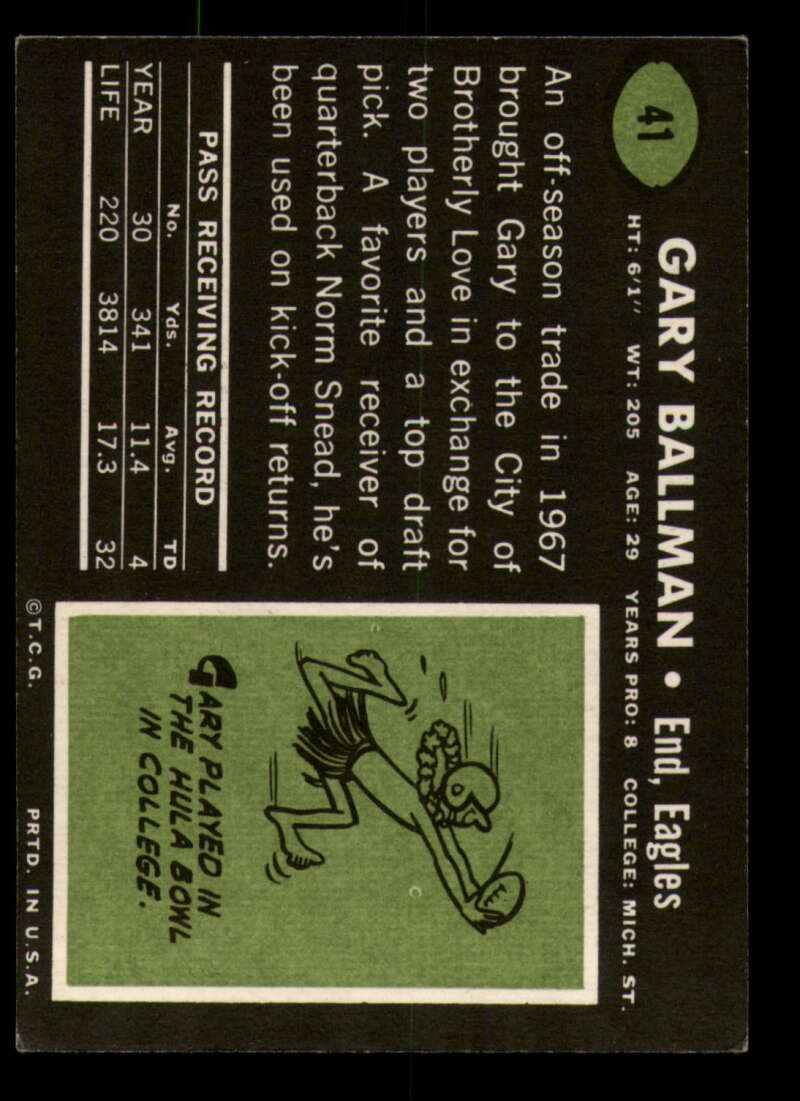 41
GARY BALLMAN • End, Eagles
HT: 6'1" WT: 205 AGE: 29 YEARS PRO: 8 COLLEGE: MICH. ST.
An off-season trade in 1967
brought Gary to the City of
Brotherly Love in exchange for
two players and a top draft
pick. A favorite receiver of
quarterback Norm Snead, he's
been used on kick-off returns.
PASS RECEIVING RECORD
No. Yds. Avg. TD
YEAR 30 341 11.4 4
LIFE 220 3814 17.3 32
GARY PLAYED IN
THE HULA BOWL
IN COLLEGE.
©T.C.G. PRTD. IN U.S.A.